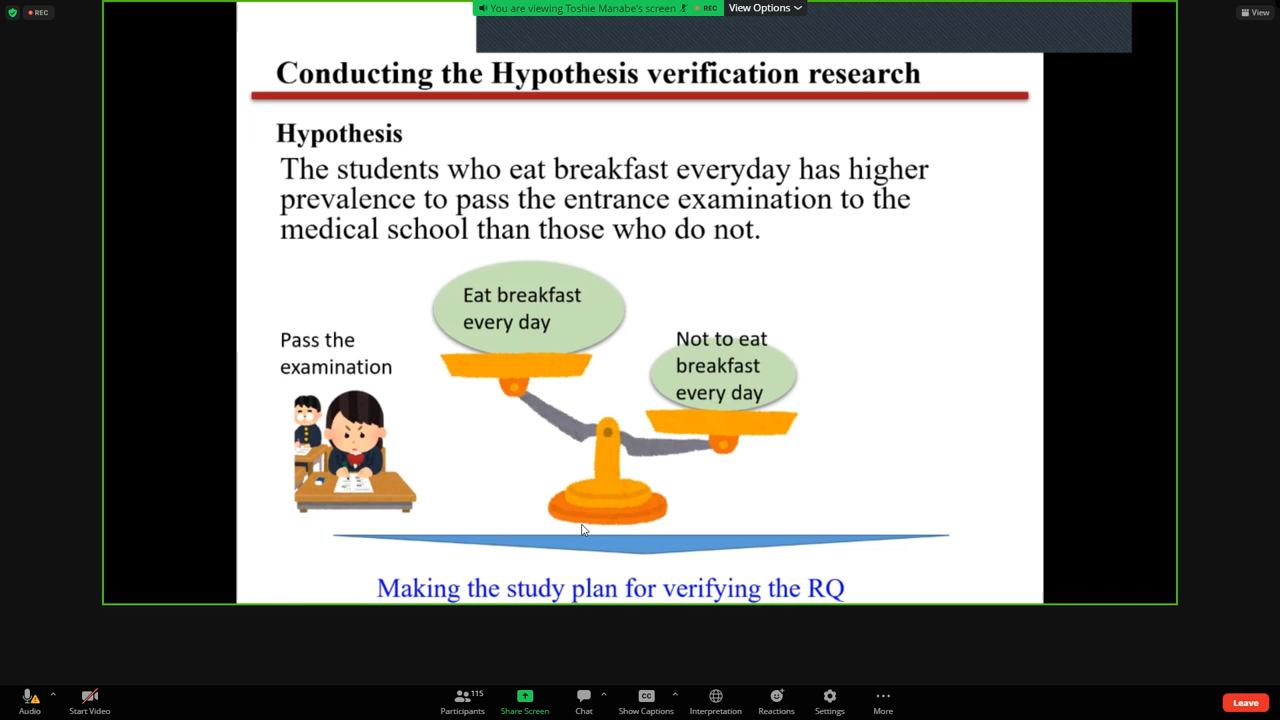 REC
You are viewing Toshie Manabe's screen
REC
View Options
View
Conducting the Hypothesis verification research
Hypothesis
The students who eat breakfast everyday has higher
prevalence to pass the entrance examination to the
medical school than those who do not.
Eat breakfast
every day
Not to eat
breakfast
every day
Pass the
examination
Making the study plan for verifying the RQ
Audio
Start Video
115
Participants
Share Screen
Chat
CC
Show Captions
Interpretation
Reactions
Settings
More
Leave